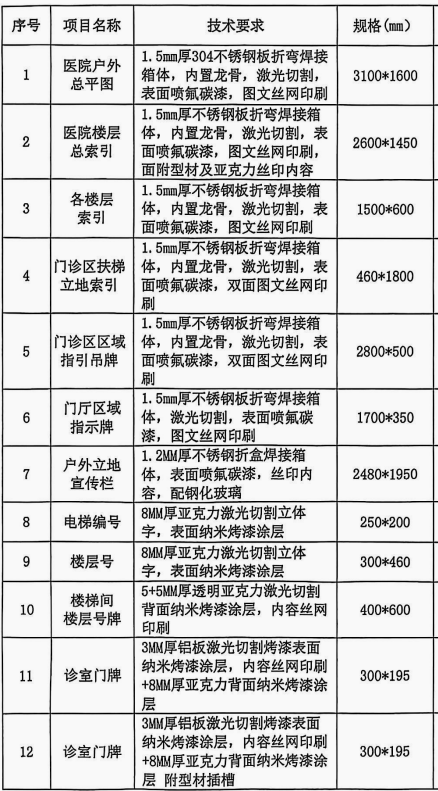 序号 项目名称 技术要求 规格(mm)
1 医院户外总平图 1.5mm厚304不锈钢板折弯焊接
箱体，内置龙骨，激光切割，
表面喷氟碳漆，图文丝网印刷 3100*1600
2 医院楼层总索引 1.5mm厚不锈钢板折弯焊接箱
体，内置龙骨，激光切割，表
面喷氟碳漆，图文丝网印刷，
面附型材及亚克力丝印内容 2600*1450
3 各楼层索引 1.5mm厚不锈钢板折弯焊接箱
体，内置龙骨，激光切割，表
面喷氟碳漆，图文丝网印刷 1500*600
4 门诊区扶梯立地索引 1.5mm厚不锈钢板折弯焊接箱
体，内置龙骨，激光切割，表
面喷氟碳漆，双面图文丝网印
刷 460*1800
5 门诊区区域指引吊牌 1.5mm厚不锈钢板折弯焊接箱
体，内置龙骨，激光切割，表
面喷氟碳漆，双面图文丝网印
刷 2800*500
6 门厅区域指示牌 1.5mm厚不锈钢板折弯焊接箱
体，激光切割，表面喷氟碳
漆，图文丝网印刷 1700*350
7 户外立地宣传栏 1.2MM厚不锈钢折盒焊接箱
体，表面喷氟碳漆，丝印内
容，配钢化玻璃 2480*1950
8 电梯编号 8MM厚亚克力激光切割立体
字，表面纳米烤漆涂层 250*200
9 楼层号 8MM厚亚克力激光切割立体
字，表面纳米烤漆涂层 300*460
10 楼梯间楼层号牌 5+5MM厚透明亚克力激光切割
背面纳米烤漆涂层，内容丝网
印刷 400*600
11 诊室门牌 3MM厚铝板激光切割烤漆表面
纳米烤漆涂层，内容丝网印刷
+8MM厚亚克力背面纳米烤漆涂
层 300*195
12 诊室门牌 3MM厚铝板激光切割烤漆表面
纳米烤漆涂层，内容丝网印刷
+8MM厚亚克力背面纳米烤漆涂
层 附型材插槽 300*195